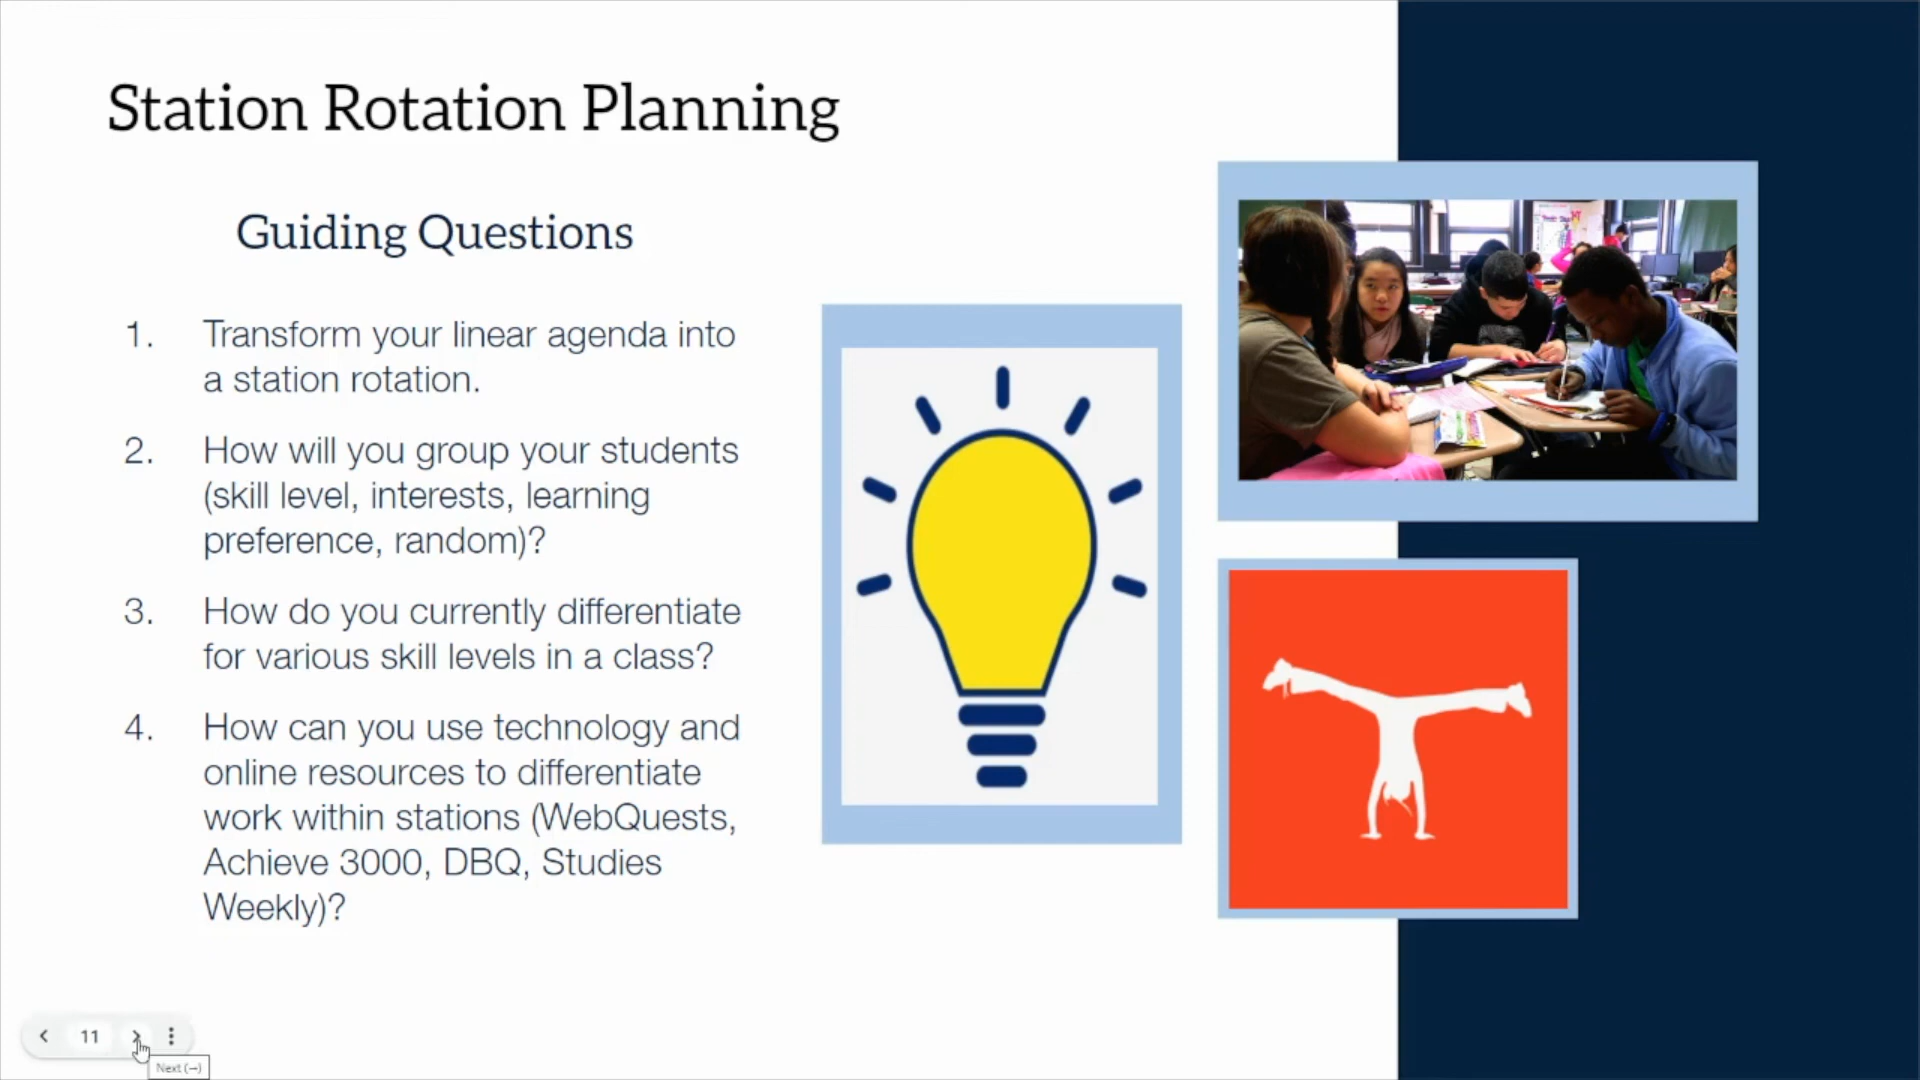 Station Rotation Planning
Guiding Questions
1. Transform your linear agenda into
a station rotation.
2. How will you group your students
(skill level, interests, learning
preference, random)?
3. How do you currently differentiate
for various skill levels in a class?
4. How can you use technology and
online resources to differentiate
work within stations (WebQuests,
Achieve 3000, DBQ, Studies
Weekly)?
11
Next (→)